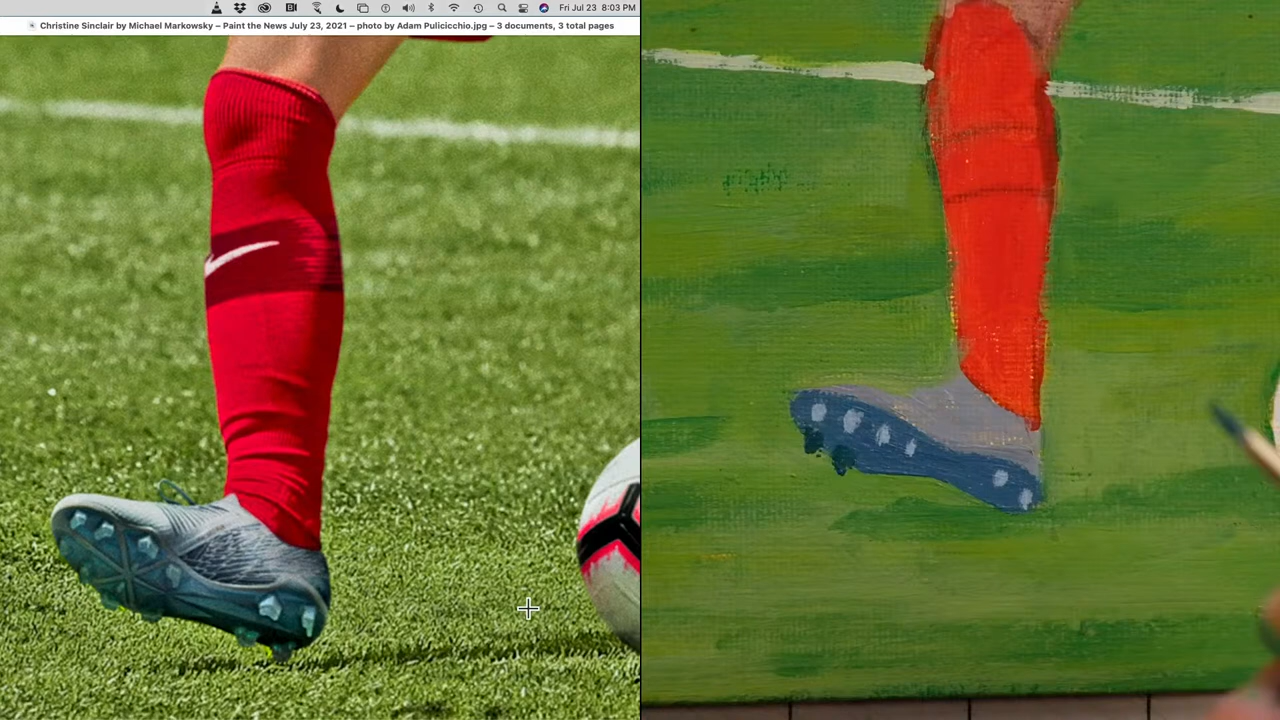 Fri Jul 23 8:03 PM
Christine Sinclair by Michael Markowsky – Paint the News July 23, 2021 – photo by Adam Pulicicchio.jpg – 3 documents, 3 total pages